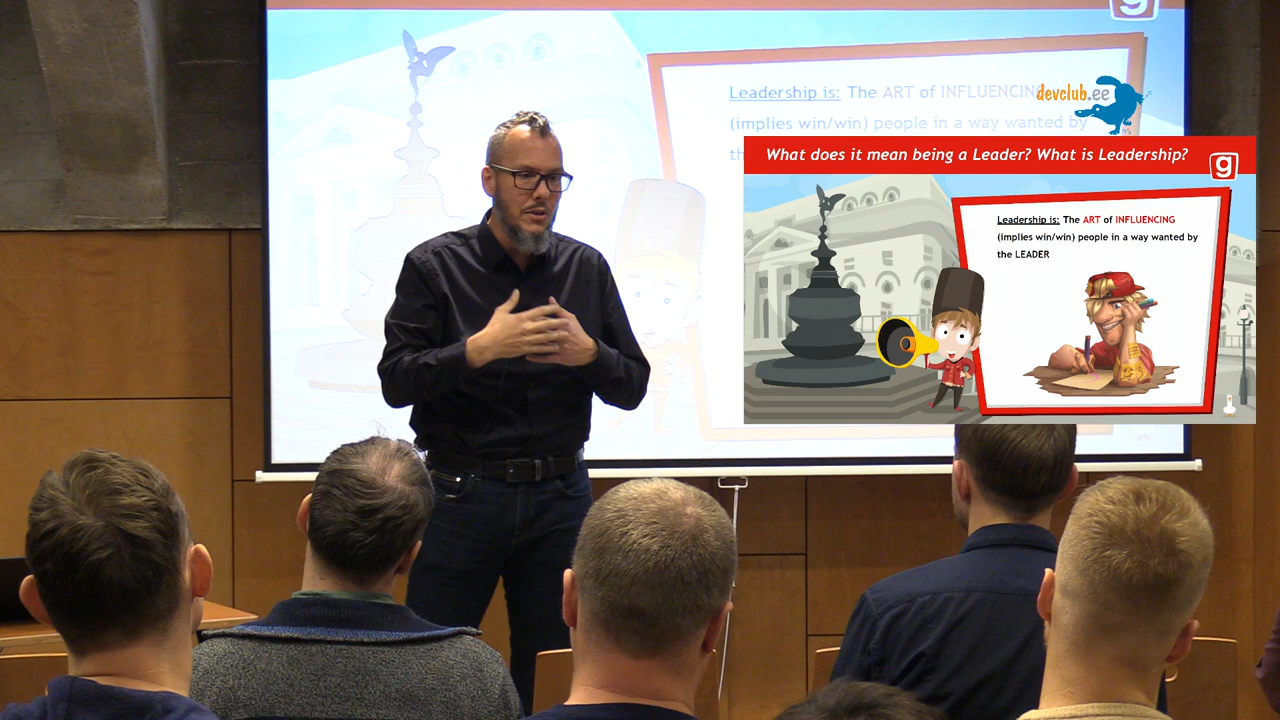 g
Leadership is: The ART of INFLUENCING
(implies win/win) people in a way wanted by
th
devclub.ee
What does it mean being a Leader? What is Leadership?
g
Leadership is: The ART of INFLUENCING
(implies win/win) people in a way wanted by
the LEADER